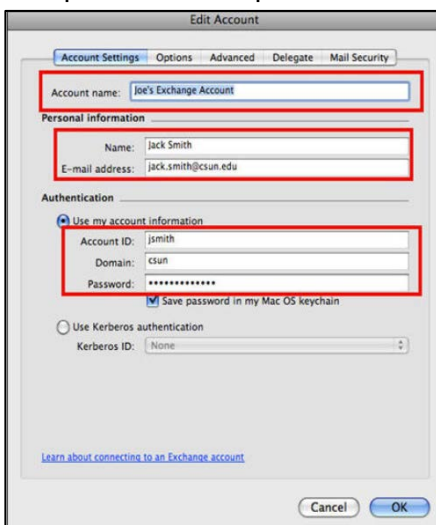 Edit Account
Account Settings Options Advanced Delegate Mail Security
Account name: Joe's Exchange Account
Personal information
Name: Jack Smith
E-mail address: jack.smith@csun.edu
Authentication
Use my account information
Account ID: jsmith
Domain: csun
Password: •••••••••••••
Save password in my Mac OS keychain
Use Kerberos authentication
Kerberos ID: None
Learn about connecting to an Exchange account
Cancel OK